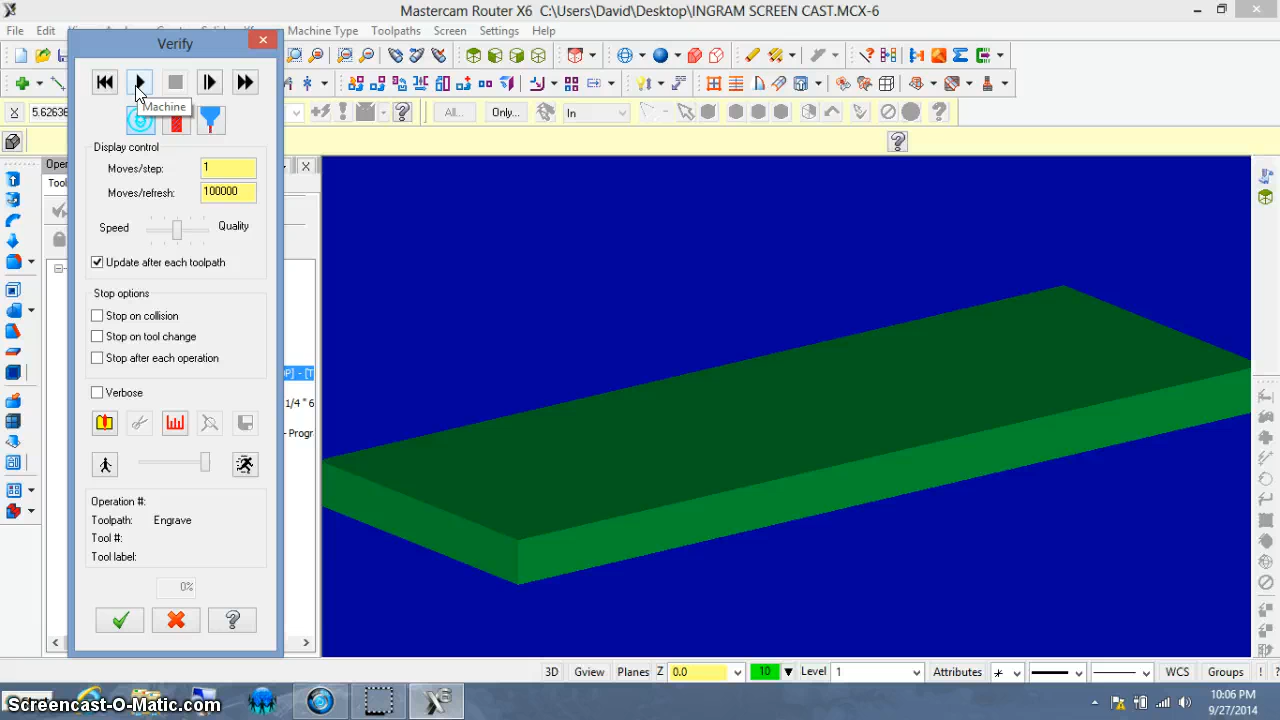 Mastercam Router X6 C:\Users\David\Desktop\INGRAM SCREEN CAST.MCX-6
File Edit Machine Type Toolpaths Screen Settings Help
Verify
5.62636
Machine
All... Only... In
Display control
Moves/step: 1
Moves/refresh: 100000
Speed Quality
Update after each toolpath
Stop options
Stop on collision
Stop on tool change
Stop after each operation
Verbose
Operation #:
Toolpath: Engrave
Tool #:
Tool label:
0%
Oper
Tool
OP] - [T
1/4 " 6
- Progr
3D Gview Planes Z 0.0 10 Level 1 Attributes WCS Groups
10:06 PM
9/27/2014
Screencast-O-Matic.com